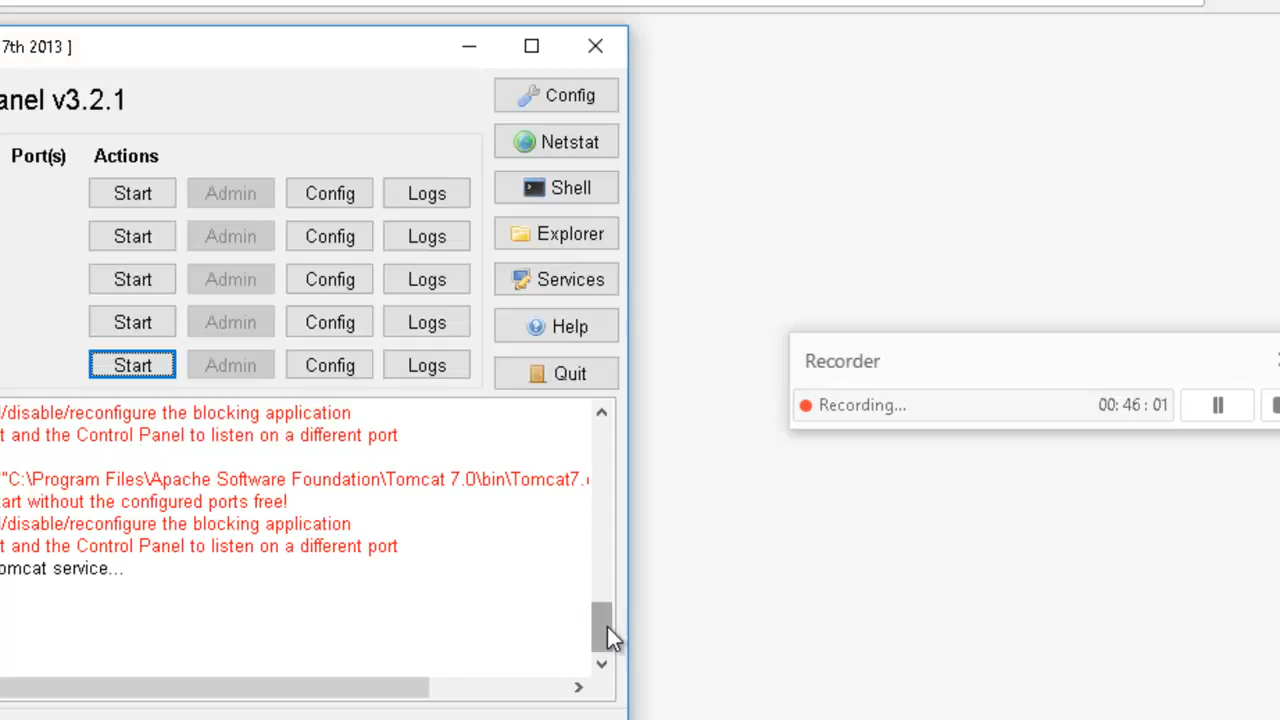 7th 2013 ]
anel v3.2.1
Config
Netstat
Port(s) Actions
Start Admin Config Logs
Shell
Start Admin Config Logs
Explorer
Start Admin Config Logs
Services
Start Admin Config Logs
Help
Start Admin Config Logs
Quit
Recorder
Recording... 00: 46 : 01
l/disable/reconfigure the blocking application
t and the Control Panel to listen on a different port
"C:\Program Files\Apache Software Foundation\Tomcat 7.0\bin\Tomcat7.
art without the configured ports free!
l/disable/reconfigure the blocking application
t and the Control Panel to listen on a different port
omcat service...